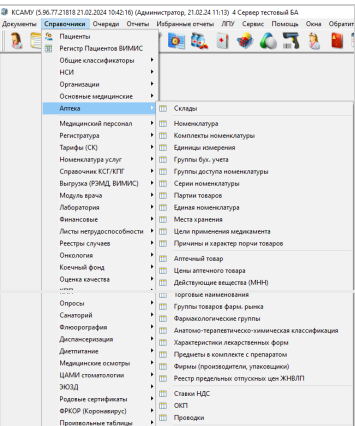 КСАМУ (5.96.77.21818 21.02.2024 10:42:16) (Администратор, 21.02.24 11:13) 4 Сервер тестовый БА
Документы Справочники Очереди Отчеты Избранные отчеты ЛПУ Сервис Помощь Окна Обратит
Пациенты
Регистр Пациентов ВИМИС
Общие классификаторы
НСИ
Организации
Основные медицинские
Аптека
Медицинский персонал
Регистратура
Тарифы (СК)
Номенклатура услуг
Справочник КСГ/КПГ
Выгрузка (РЭМД, ВИМИС)
Модуль врача
Лаборатория
Финансовые
Листы нетрудоспособности
Реестры случаев
Онкология
Коечный фонд
Оценка качества
Опросы
Санаторий
Флюорография
Диспансеризация
Диетпитание
Медицинские осмотры
ЦАМИ стоматологии
ЭЮЗД
Родовые сертификаты
ФРКОР (Коронавирус)
Произвольные таблицы
Склады
Номенклатура
Комплекты номенклатуры
Единицы измерения
Группы бух. учета
Группы доступа номенклатуры
Серии номенклатуры
Партии товаров
Единая номенклатура
Места хранения
Цели применения медикамента
Причины и характер порчи товаров
Аптечный товар
Цены аптечного товара
Действующие вещества (МНН)
Торговые наименования
Группы товаров фарм. рынка
Фармакологические группы
Анатомо-терапевтическо-химическая классификация
Характеристики лекарственных форм
Предметы в комплекте с препаратом
Фирмы (производители, упаковщики)
Реестр предельных отпускных цен ЖНВЛП
Ставки НДС
ОКП
Проводки